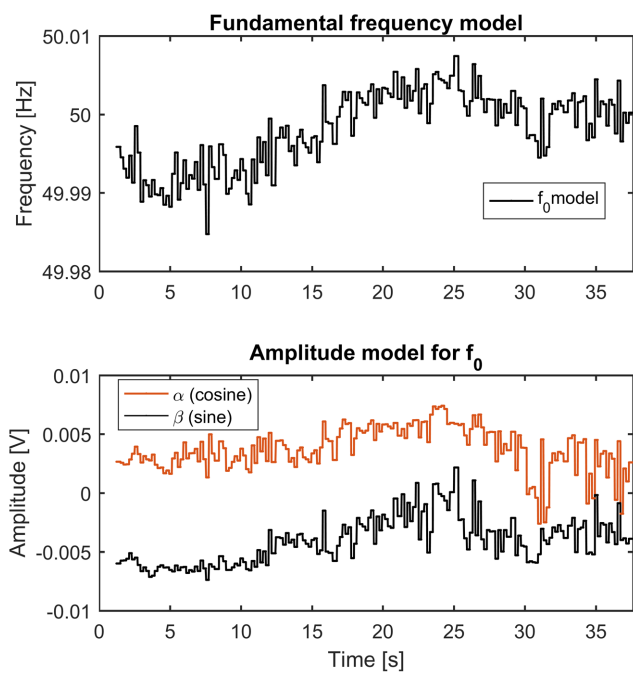 Fundamental frequency model
50.01
50
49.99
49.98
Frequency [Hz]
f₀model
0 5 10 15 20 25 30 35
Amplitude model for f₀
0.01
0.005
0
-0.005
-0.01
Amplitude [V]
α (cosine)
β (sine)
0 5 10 15 20 25 30 35
Time [s]